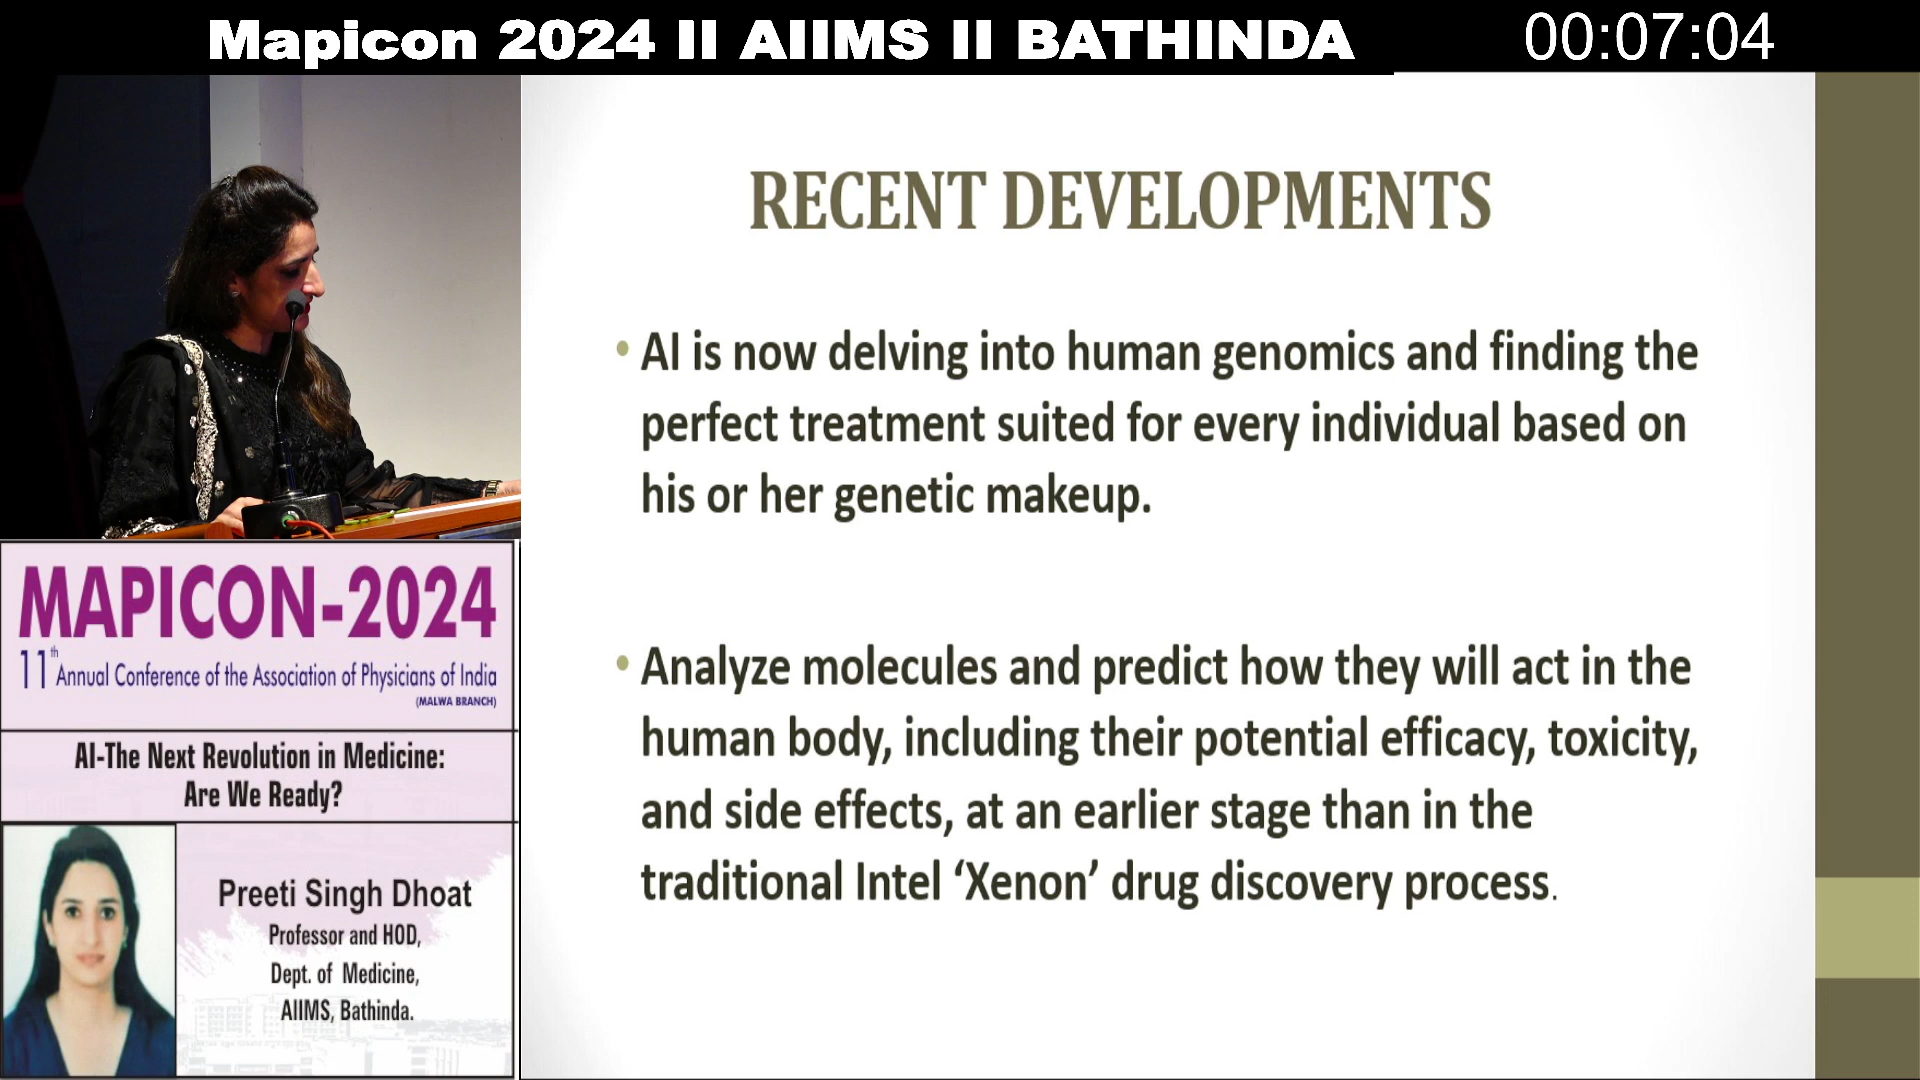 Mapicon 2024 II AIIMS II BATHINDA
00:07:04
RECENT DEVELOPMENTS
• AI is now delving into human genomics and finding the
perfect treatment suited for every individual based on
his or her genetic makeup.
• Analyze molecules and predict how they will act in the
human body, including their potential efficacy, toxicity,
and side effects, at an earlier stage than in the
traditional Intel ‘Xenon’ drug discovery process.
MAPICON-2024
11th Annual Conference of the Association of Physicians of India
(MALWA BRANCH)
AI-The Next Revolution in Medicine:
Are We Ready?
Preeti Singh Dhoat
Professor and HOD,
Dept. of Medicine,
AIIMS, Bathinda.